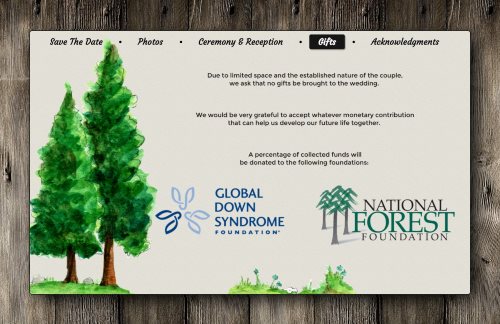 Save The Date • Photos • Ceremony & Reception • Gifts • Acknowledgments
Due to limited space and the established nature of the couple,
we ask that no gifts be brought to the wedding.
We would be very grateful to accept whatever monetary contribution
that can help us develop our future life together.
A percentage of collected funds will
be donated to the following foundations:
GLOBAL
DOWN
SYNDROME
FOUNDATION®
NATIONAL
FOREST
FOUNDATION